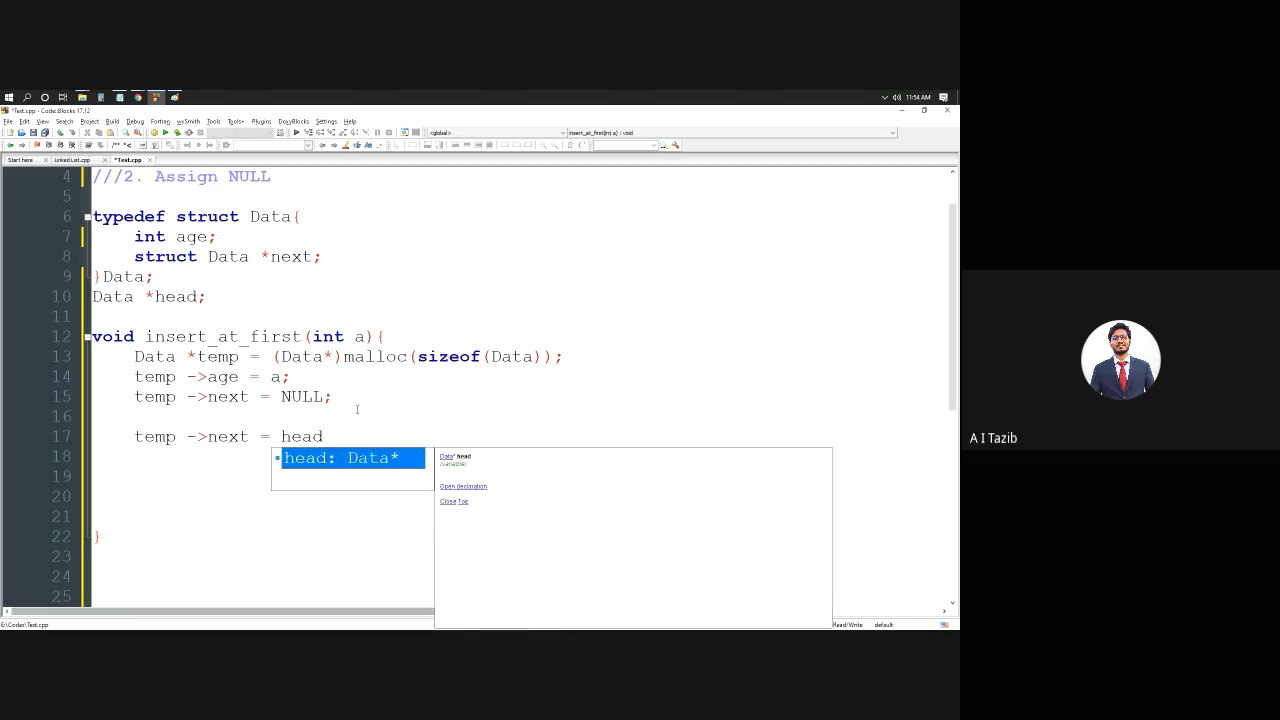 11:54 AM
*Test.cpp - Code::Blocks 17.12
File Edit View Search Project Build Debug Fortran wxSmith Tools Tools+ Plugins DoxyBlocks Settings Help
<global> insert_at_first(int a) : void
Start here Linked List.cpp *Test.cpp
4 ///2. Assign NULL
5
6 typedef struct Data{
7 int age;
8 struct Data *next;
9 }Data;
10 Data *head;
11
12 void insert_at_first(int a){
13 Data *temp = (Data*)malloc(sizeof(Data));
14 temp ->age = a;
15 temp ->next = NULL;
16
17 temp ->next = head
18 head: Data*
Data* head
(variable)
19
Open declaration
20
Close Top
21
22 }
23
24
25
E:\Codes\Test.cpp Read/Write default
A I Tazib